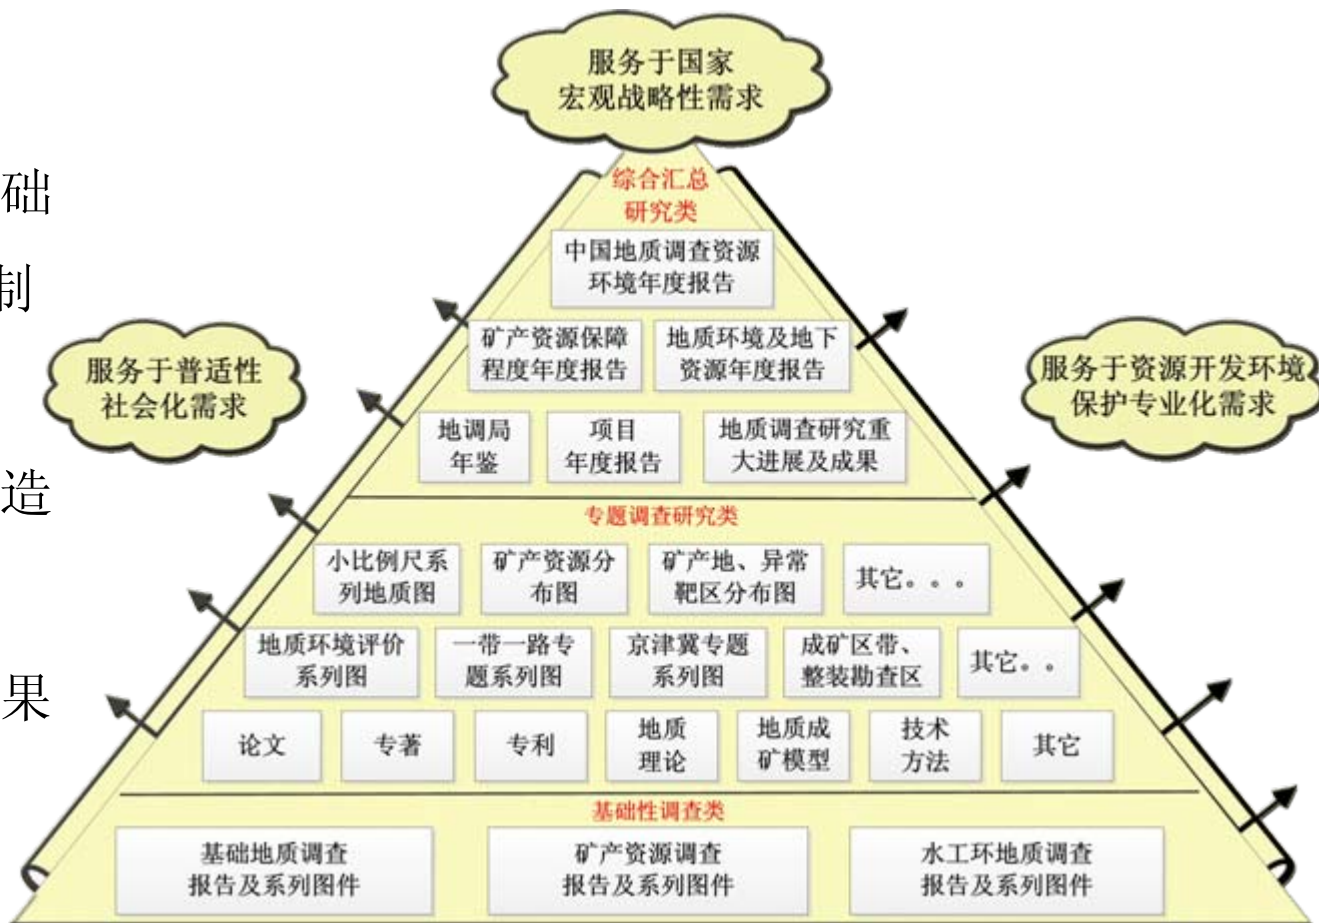 服务于国家
宏观战略性需求
础
制
造
果
服务于普适性
社会化需求
服务于资源开发环境
保护专业化需求
综合汇总
研究类
中国地质调查资源
环境年度报告
矿产资源保障
程度年度报告
地质环境及地下
资源年度报告
地调局
年鉴
项目
年度报告
地质调查研究重
大进展及成果
专题调查研究类
小比例尺系
列地质图
矿产资源分
布图
矿产地、异常
靶区分布图
其它。。。
地质环境评价
系列图
一带一路专
题系列图
京津冀专题
系列图
成矿区带、
整装勘查区
其它。。
论文
专著
专利
地质
理论
地质成
矿模型
技术
方法
其它
基础性调查类
基础地质调查
报告及系列图件
矿产资源调查
报告及系列图件
水工环地质调查
报告及系列图件